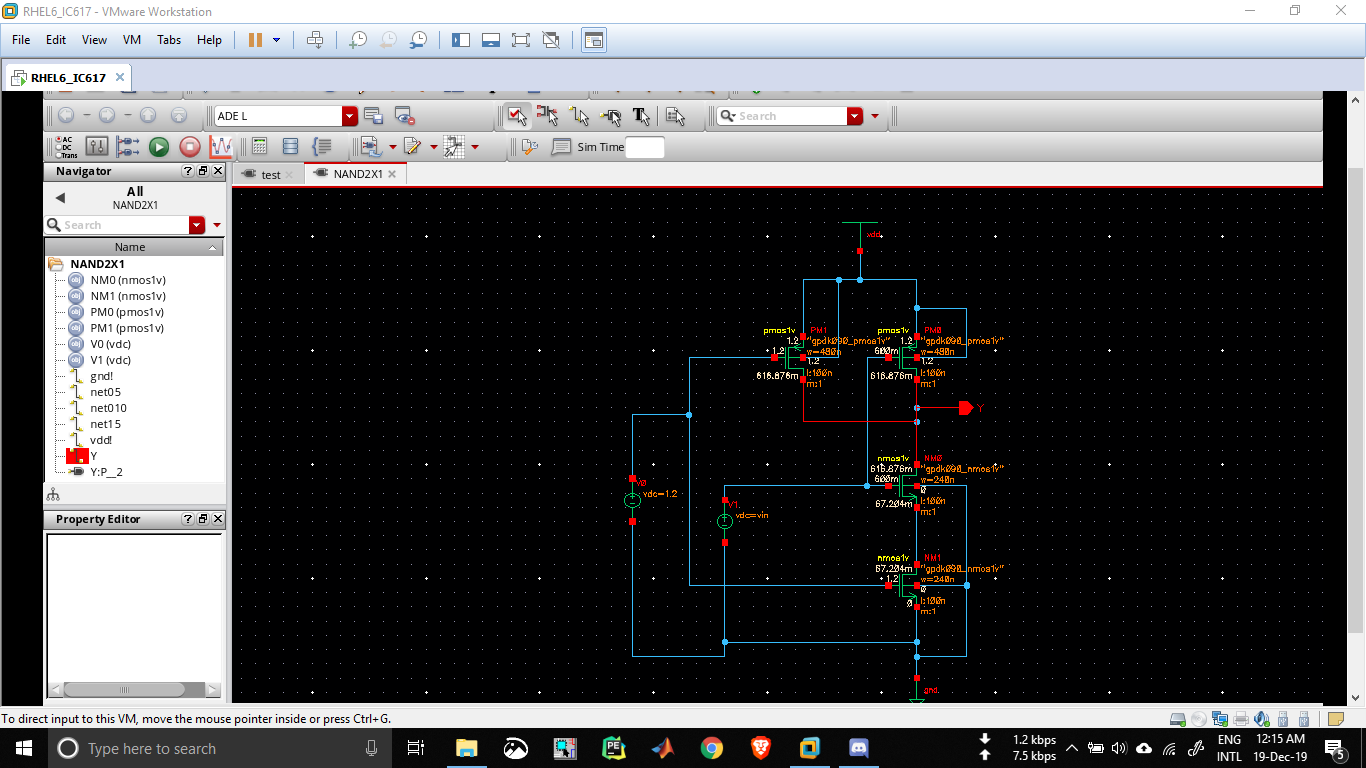 RHEL6_IC617 - VMware Workstation
File Edit View VM Tabs Help
RHEL6_IC617
ADE L
Search
AC
DC
Trans
Sim Time
Navigator
test
NAND2X1
All
NAND2X1
Search
Name
NAND2X1
NM0 (nmos1v)
NM1 (nmos1v)
PM0 (pmos1v)
PM1 (pmos1v)
V0 (vdc)
V1 (vdc)
gnd!
net05
net010
net15
vdd!
Y
Y:P__2
Property Editor
vdd
pmos1v PM1
1.2 "gpdk090_pmos1v"
1.2 w=480n
1.2
l:100n
616.876m m:1
pmos1v PM0
1.2 "gpdk090_pmos1v"
600m w=480n
1.2
l:100n
616.876m m:1
Y
nmos1v NM0
616.876m "gpdk090_nmos1v"
600m w=240n
0
l:100n
67.204m m:1
V0
vdc=1.2
V1
vdc=vin
nmos1v NM1
67.204m "gpdk090_nmos1v"
1.2 w=240n
0
l:100n
0 m:1
gnd
To direct input to this VM, move the mouse pointer inside or press Ctrl+G.
Type here to search
PE
1.2 kbps
7.5 kbps
ENG
INTL
12:15 AM
19-Dec-19
5